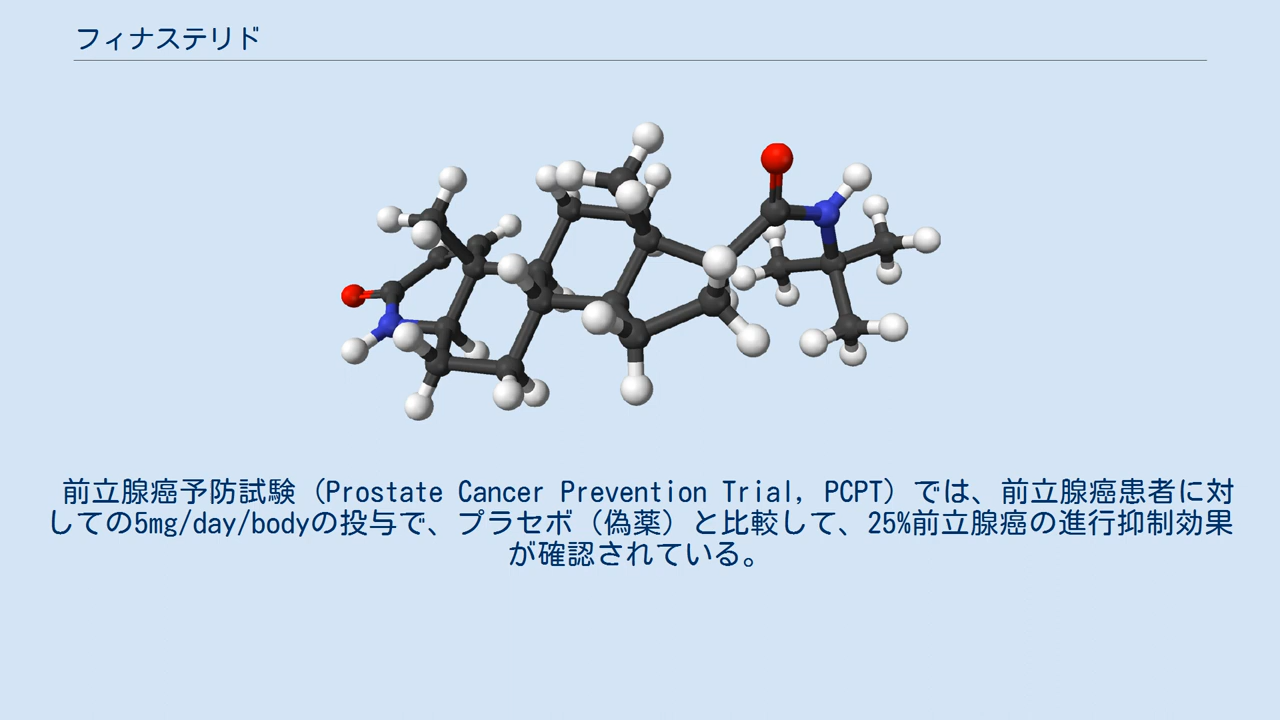 フィナステリド
前立腺癌予防試験（Prostate Cancer Prevention Trial, PCPT）では、前立腺癌患者に対
しての5mg/day/bodyの投与で、プラセボ（偽薬）と比較して、25%前立腺癌の進行抑制効果
が確認されている。